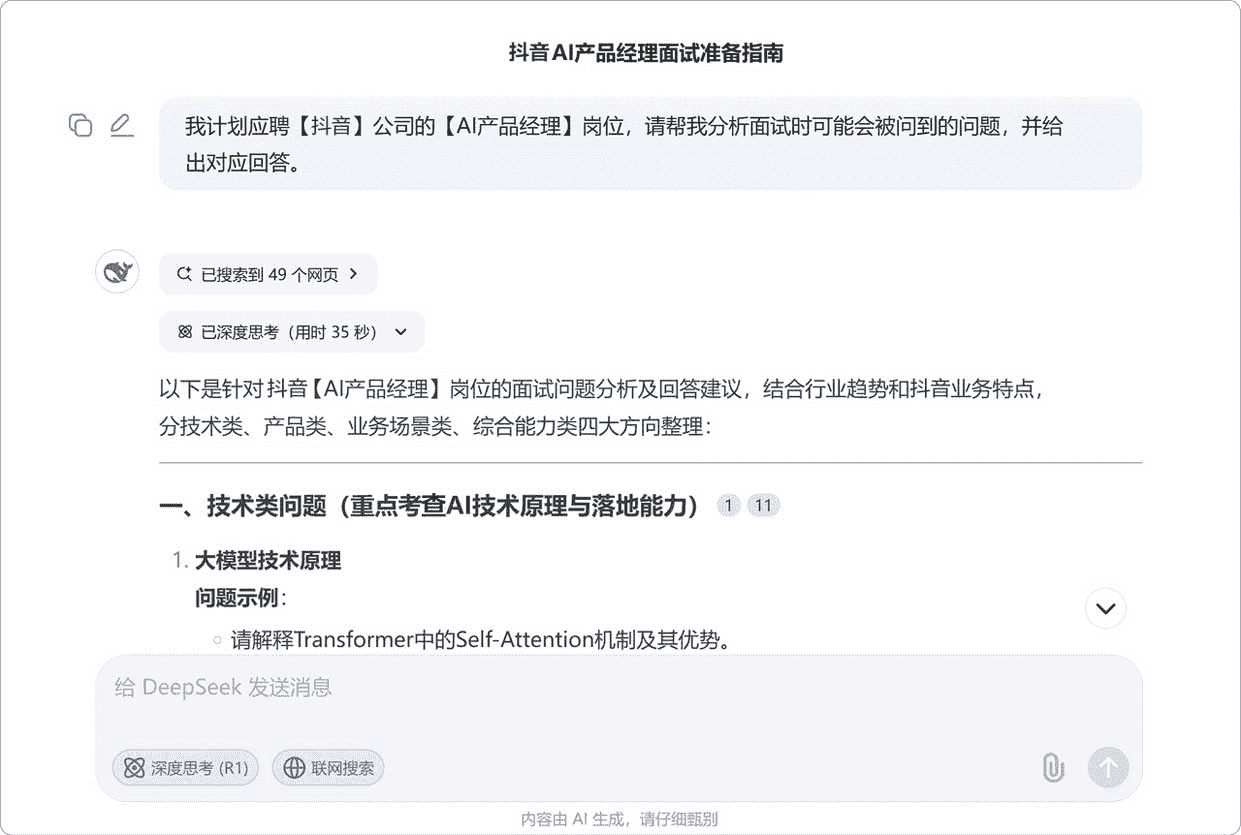 抖音AI产品经理面试准备指南
我计划应聘【抖音】公司的【AI产品经理】岗位，请帮我分析面试时可能会被问到的问题，并给
出对应回答。
已搜索到 49 个网页
已深度思考（用时 35 秒）
以下是针对抖音【AI产品经理】岗位的面试问题分析及回答建议，结合行业趋势和抖音业务特点，
分技术类、产品类、业务场景类、综合能力类四大方向整理：
一、技术类问题（重点考查AI技术原理与落地能力） 1 11
1. 大模型技术原理
问题示例：
请解释Transformer中的Self-Attention机制及其优势。
给 DeepSeek 发送消息
深度思考 (R1) 联网搜索
内容由 AI 生成，请仔细甄别